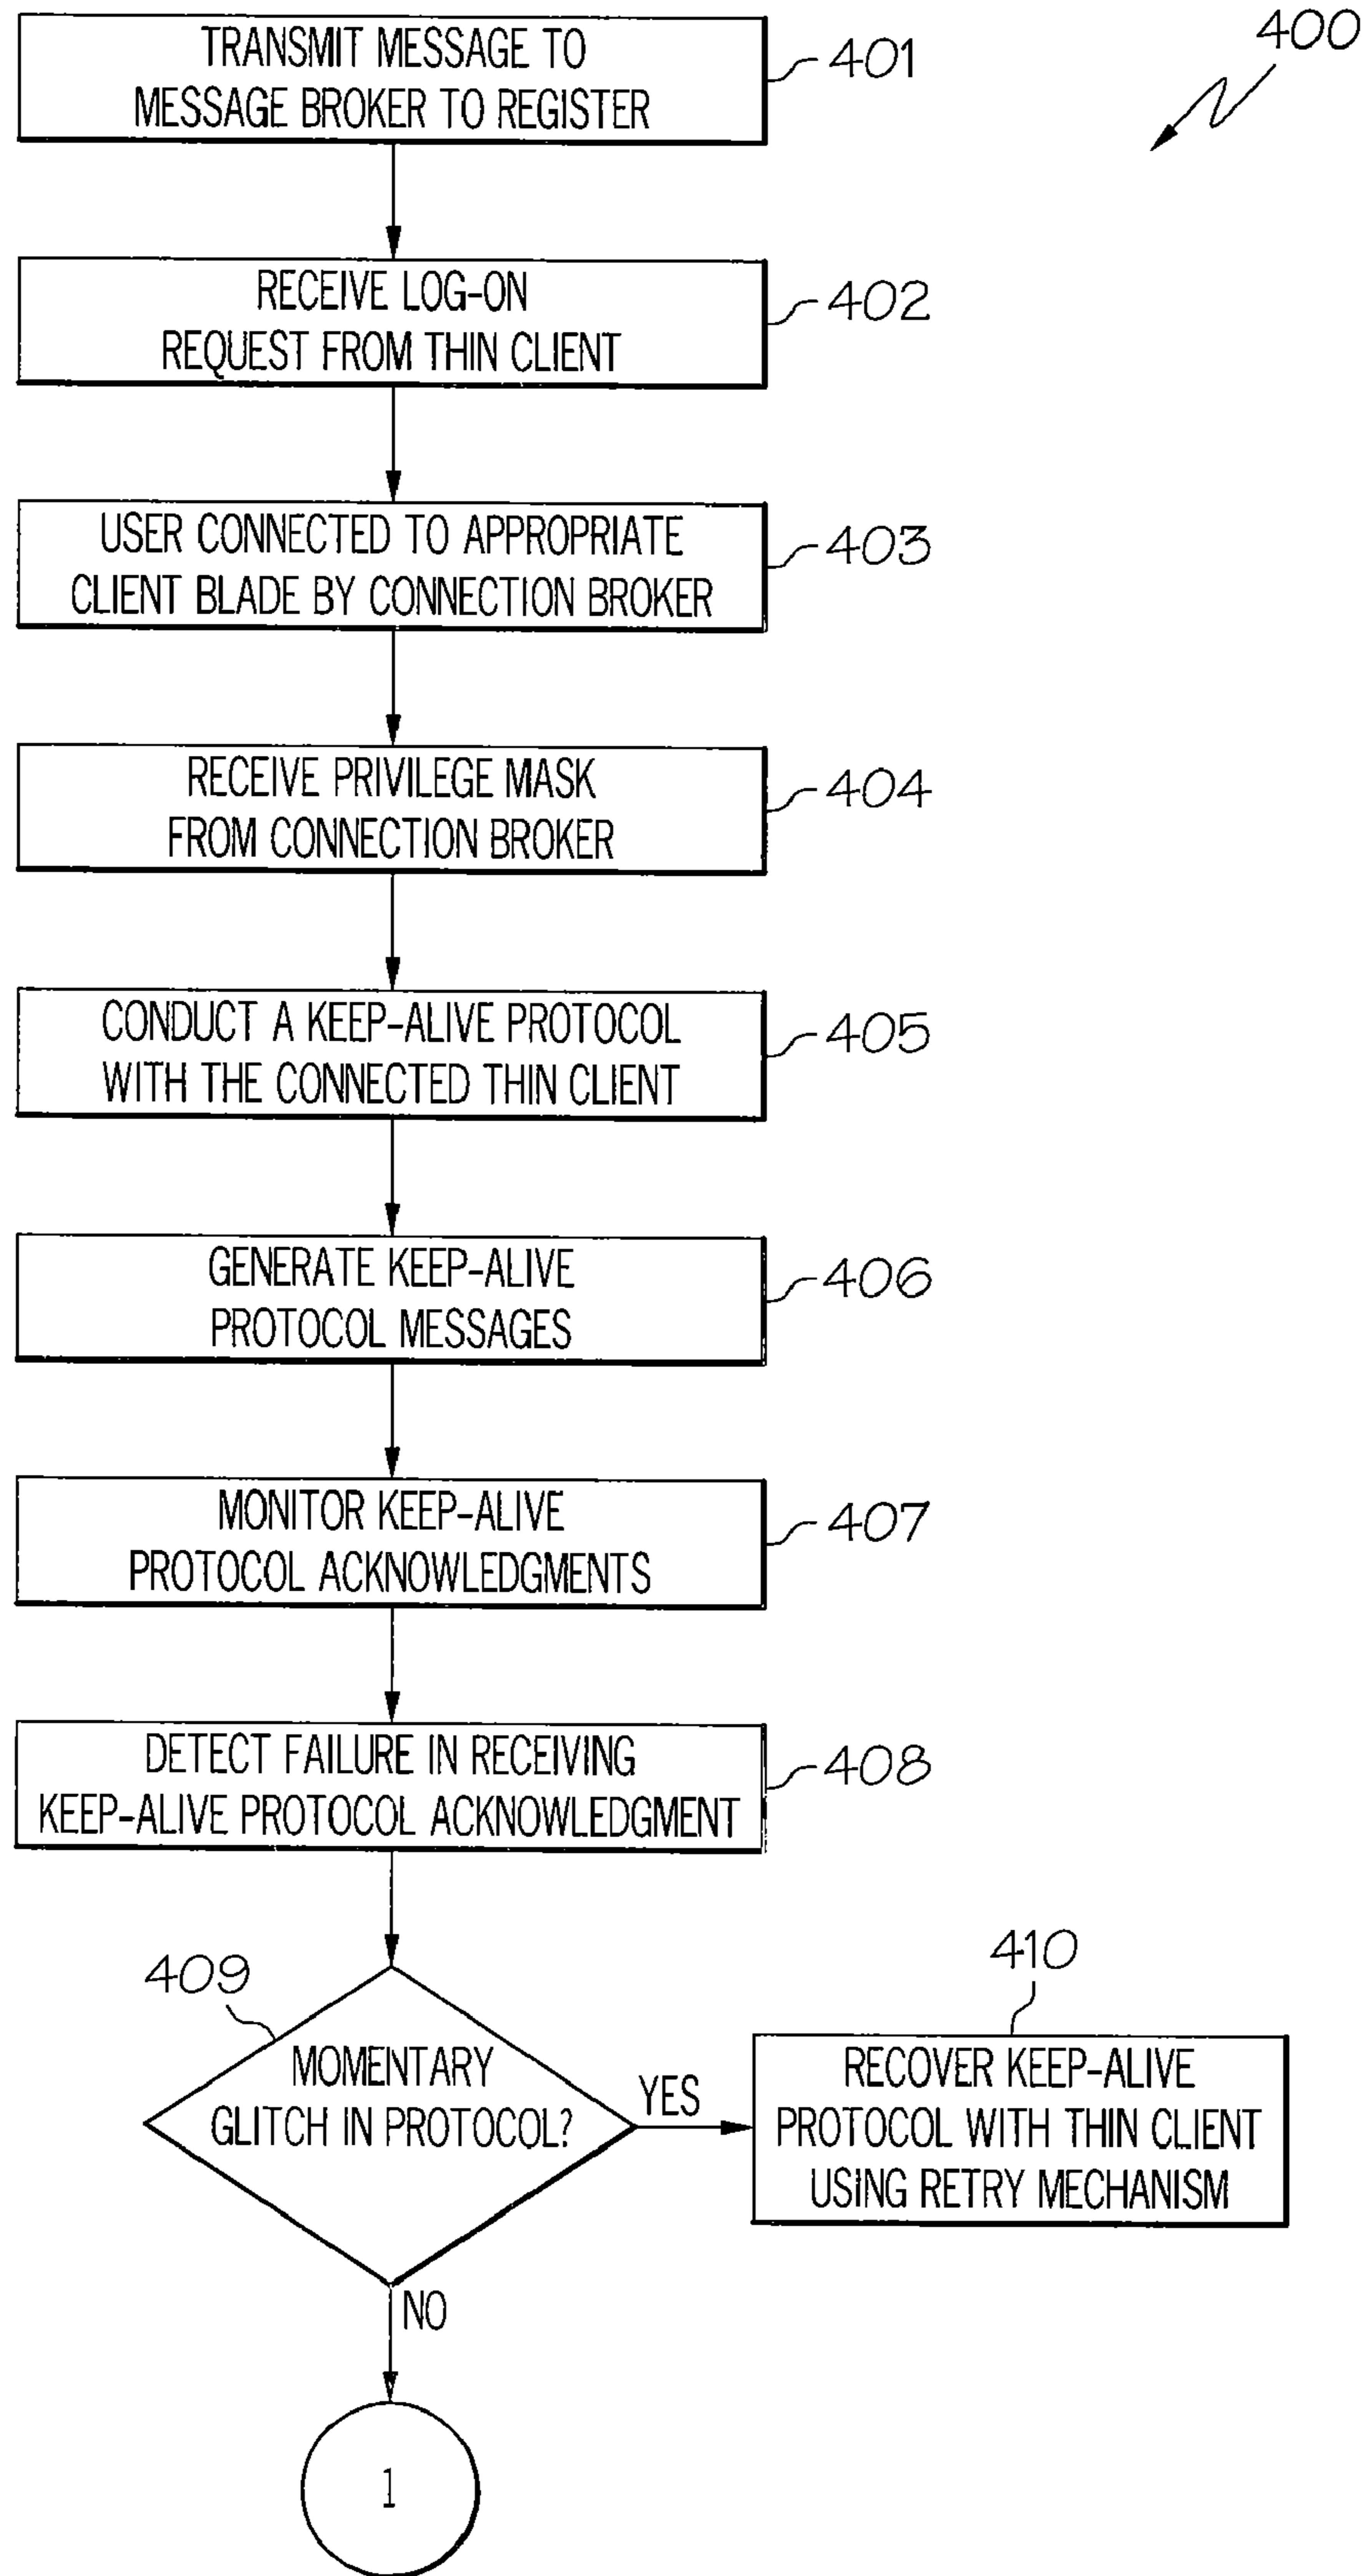 400
TRANSMIT MESSAGE TO
MESSAGE BROKER TO REGISTER
401
RECEIVE LOG-ON
REQUEST FROM THIN CLIENT
402
USER CONNECTED TO APPROPRIATE
CLIENT BLADE BY CONNECTION BROKER
403
RECEIVE PRIVILEGE MASK
FROM CONNECTION BROKER
404
CONDUCT A KEEP-ALIVE PROTOCOL
WITH THE CONNECTED THIN CLIENT
405
GENERATE KEEP-ALIVE
PROTOCOL MESSAGES
406
MONITOR KEEP-ALIVE
PROTOCOL ACKNOWLEDGMENTS
407
DETECT FAILURE IN RECEIVING
KEEP-ALIVE PROTOCOL ACKNOWLEDGMENT
408
409
MOMENTARY
GLITCH IN PROTOCOL?
YES
410
RECOVER KEEP-ALIVE
PROTOCOL WITH THIN CLIENT
USING RETRY MECHANISM
NO
1